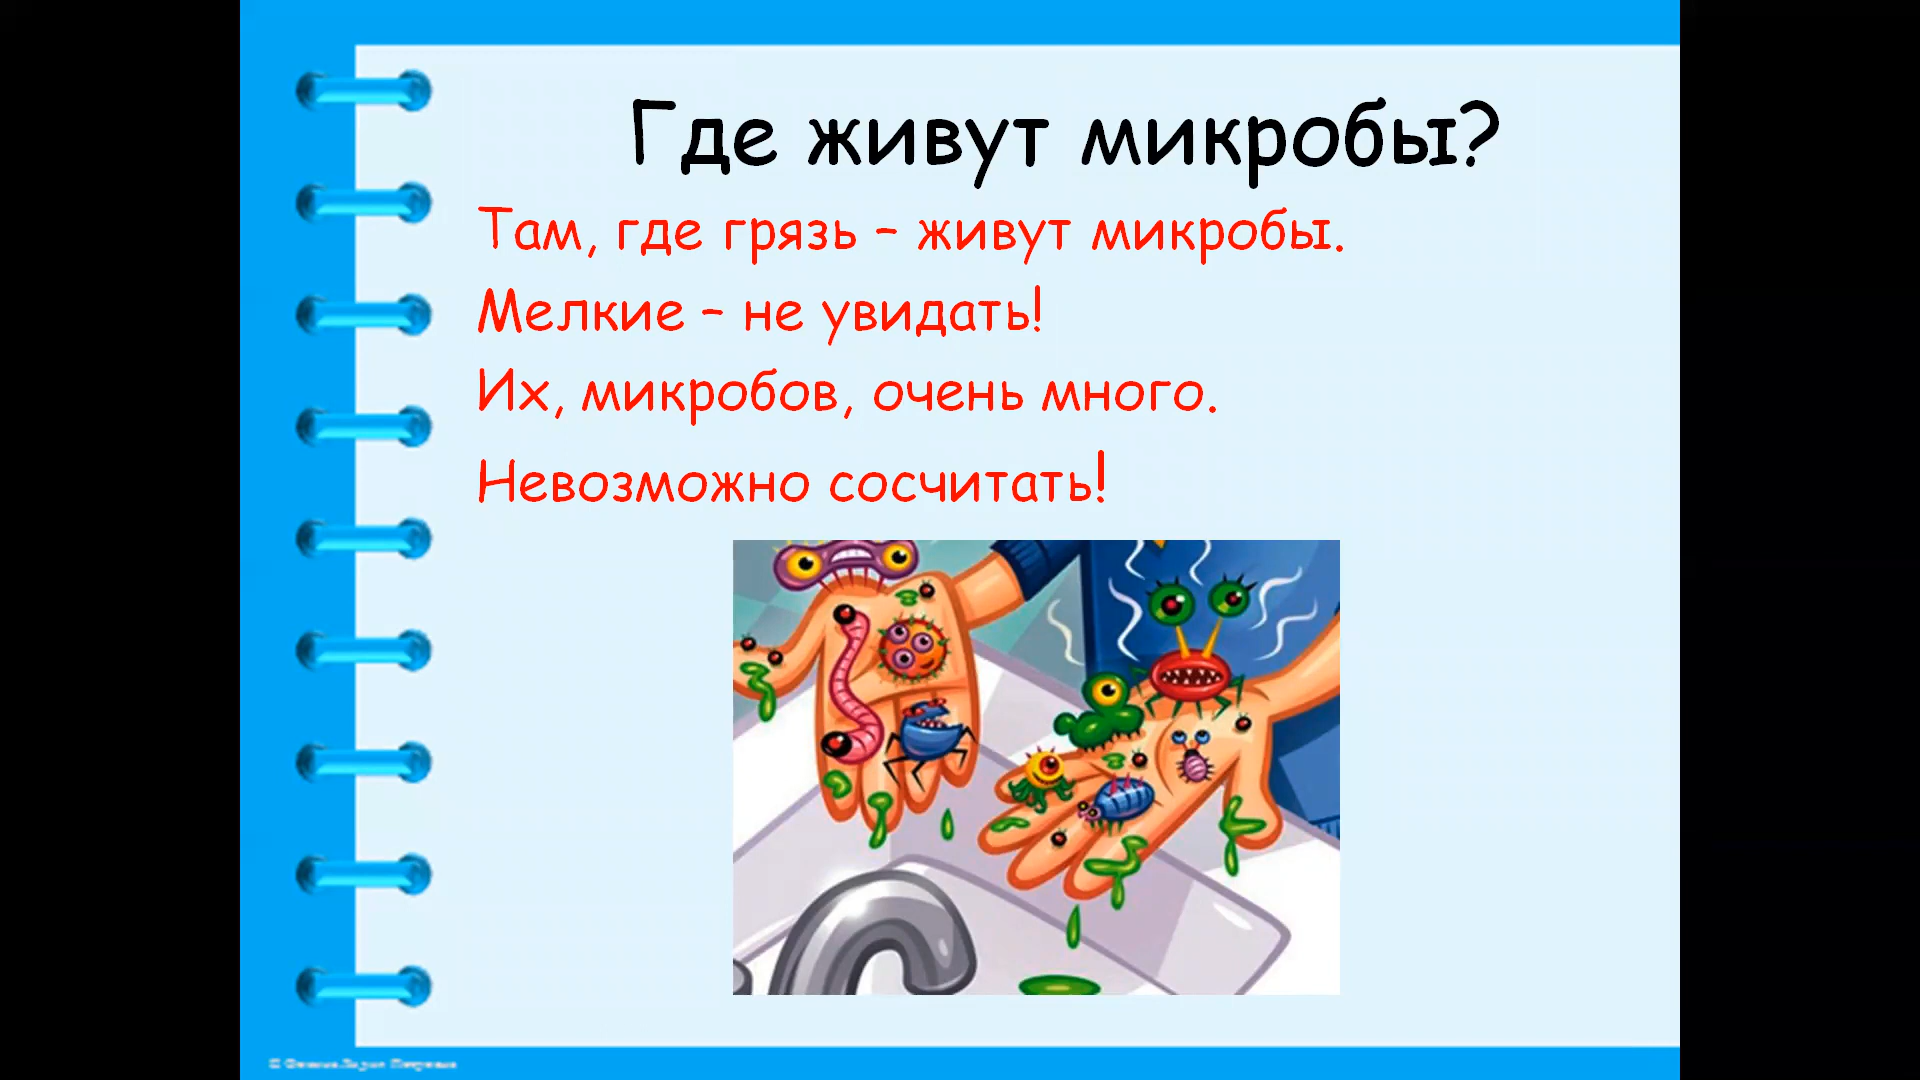 Где живут микробы?
Там, где грязь – живут микробы.
Мелкие – не увидать!
Их, микробов, очень много.
Невозможно сосчитать!